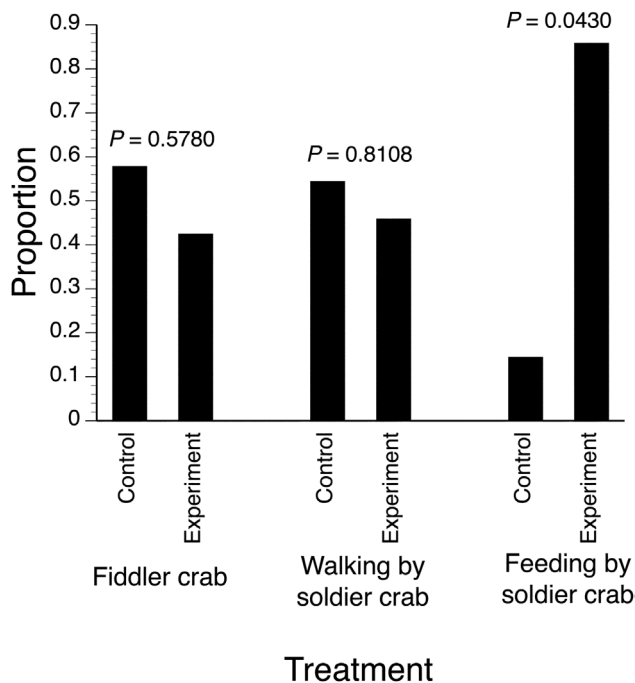 P = 0.0430
P = 0.5780
P = 0.8108
Proportion
0.9
0.8
0.7
0.6
0.5
0.4
0.3
0.2
0.1
0
Control
Experiment
Control
Experiment
Control
Experiment
Fiddler crab
Walking by
soldier crab
Feeding by
soldier crab
Treatment